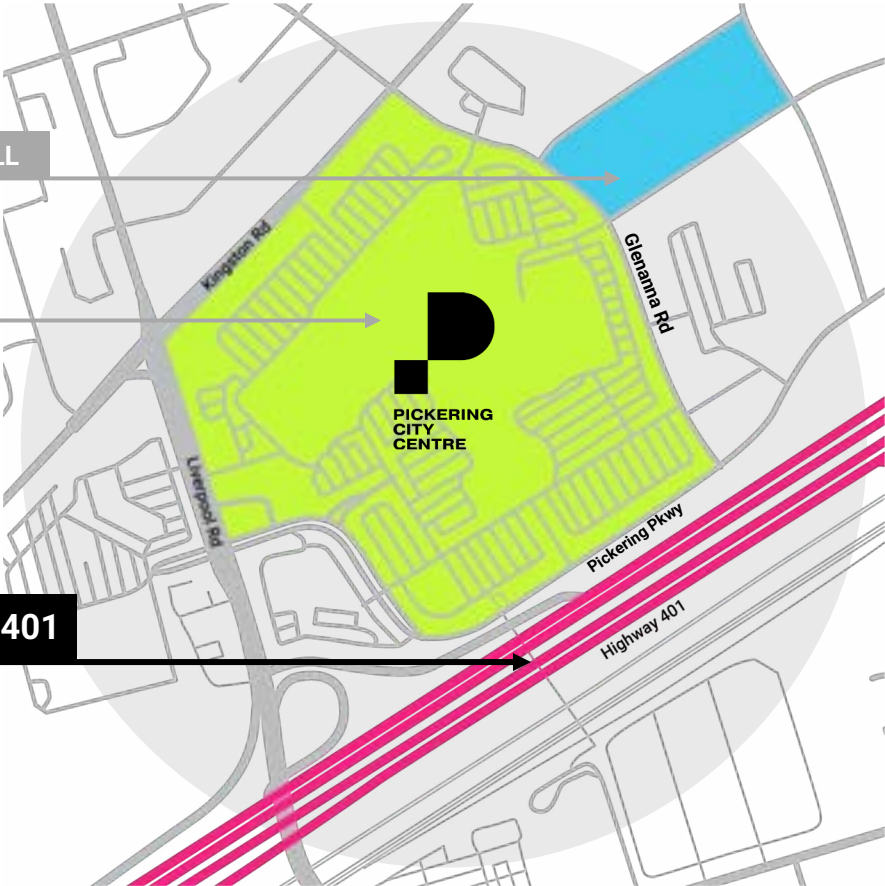 LL
Kingston Rd
Glenanna Rd
PICKERING
CITY
CENTRE
Liverpool Rd
Pickering Pkwy
401
Highway 401